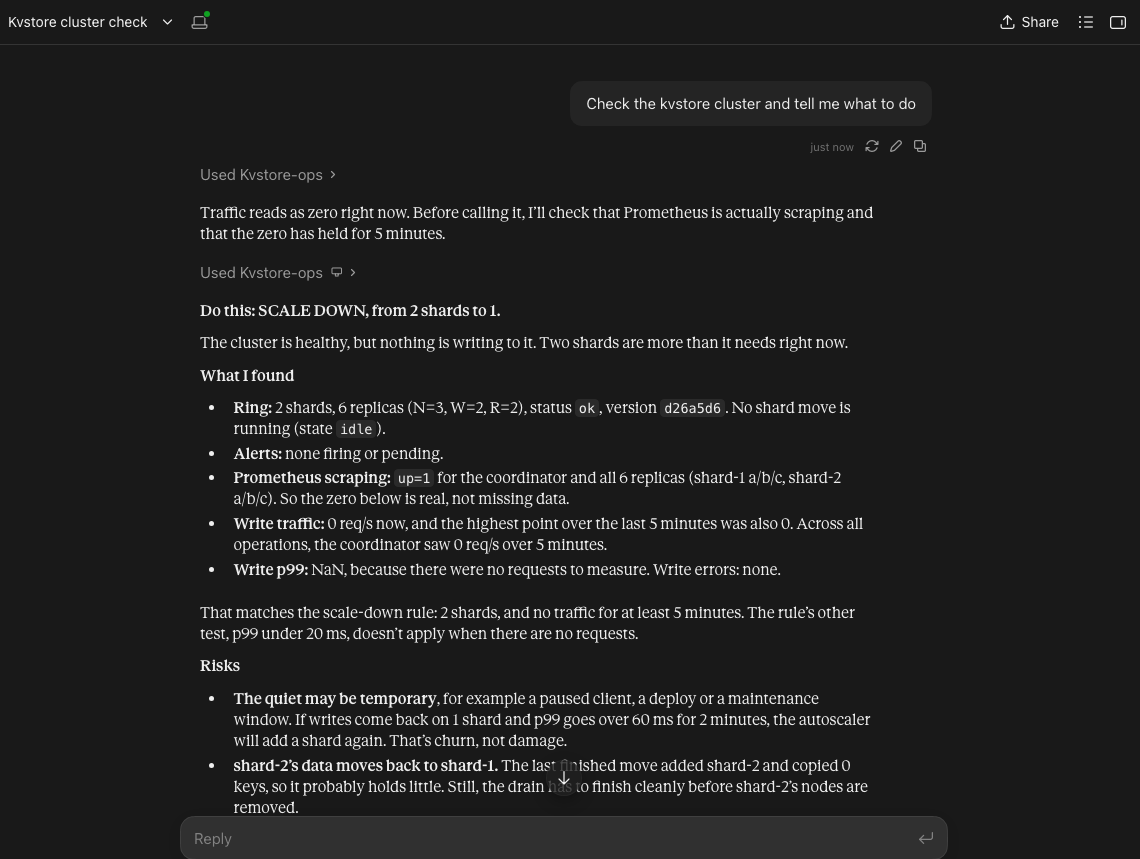 Kvstore cluster check
Share
Check the kvstore cluster and tell me what to do
just now
Used Kvstore-ops
Traffic reads as zero right now. Before calling it, I’ll check that Prometheus is actually scraping and
that the zero has held for 5 minutes.
Used Kvstore-ops
Do this: SCALE DOWN, from 2 shards to 1.
The cluster is healthy, but nothing is writing to it. Two shards are more than it needs right now.
What I found
• Ring: 2 shards, 6 replicas (N=3, W=2, R=2), status ok, version d26a5d6. No shard move is
running (state idle).
• Alerts: none firing or pending.
• Prometheus scraping: up=1 for the coordinator and all 6 replicas (shard-1 a/b/c, shard-2
a/b/c). So the zero below is real, not missing data.
• Write traffic: 0 req/s now, and the highest point over the last 5 minutes was also 0. Across all
operations, the coordinator saw 0 req/s over 5 minutes.
• Write p99: NaN, because there were no requests to measure. Write errors: none.
That matches the scale-down rule: 2 shards, and no traffic for at least 5 minutes. The rule’s other
test, p99 under 20 ms, doesn’t apply when there are no requests.
Risks
• The quiet may be temporary, for example a paused client, a deploy or a maintenance
window. If writes come back on 1 shard and p99 goes over 60 ms for 2 minutes, the autoscaler
will add a shard again. That’s churn, not damage.
• shard-2’s data moves back to shard-1. The last finished move added shard-2 and copied 0
keys, so it probably holds little. Still, the drain has to finish cleanly before shard-2’s nodes are
removed.
Reply